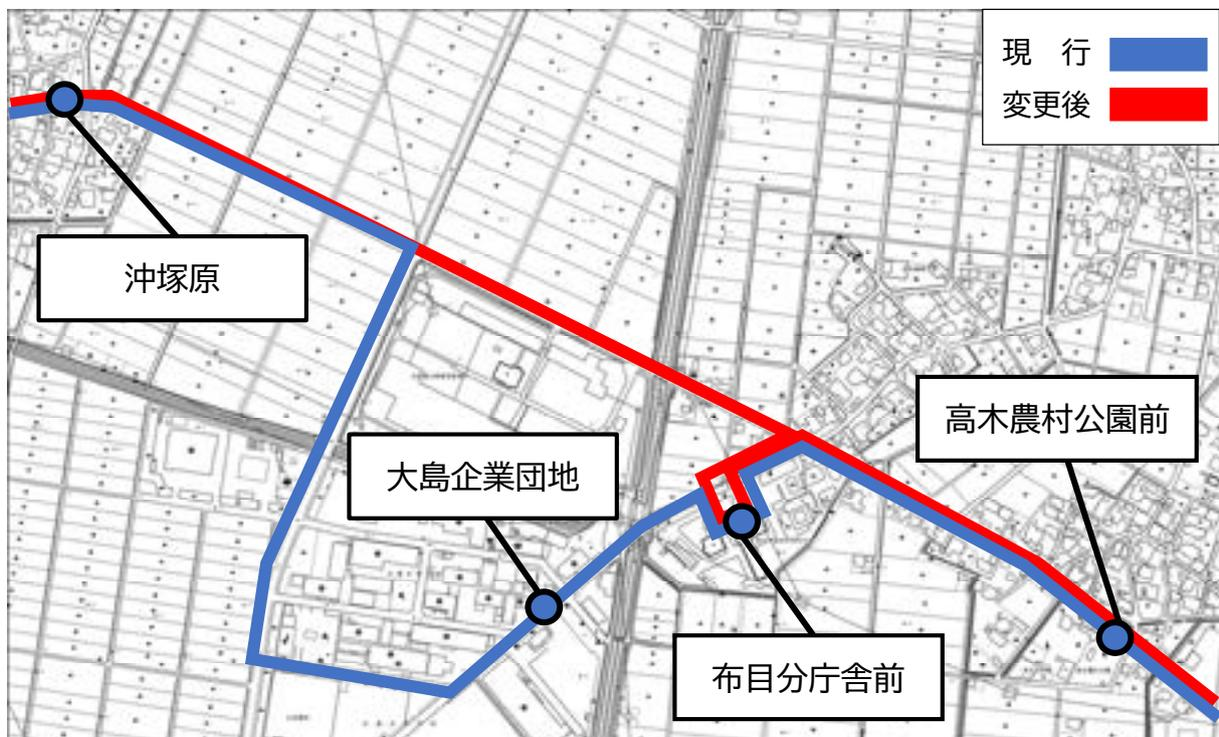 現　行
変更後
沖塚原
高木農村公園前
大島企業団地
布目分庁舎前